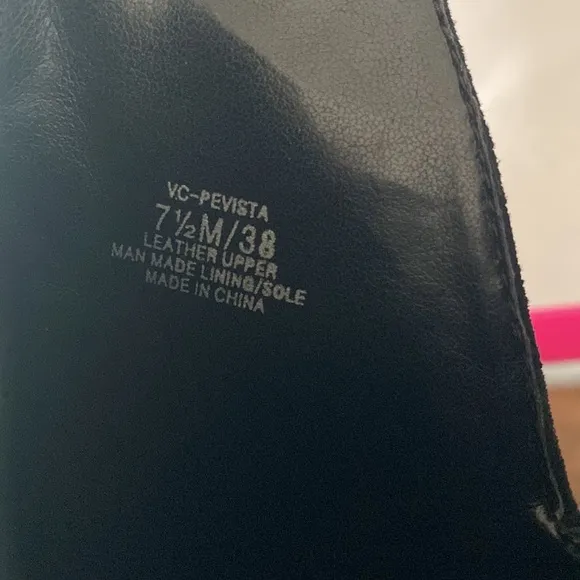 VC-PEVISTA
7½M/38
LEATHER UPPER
MAN MADE LINING/SOLE
MADE IN CHINA